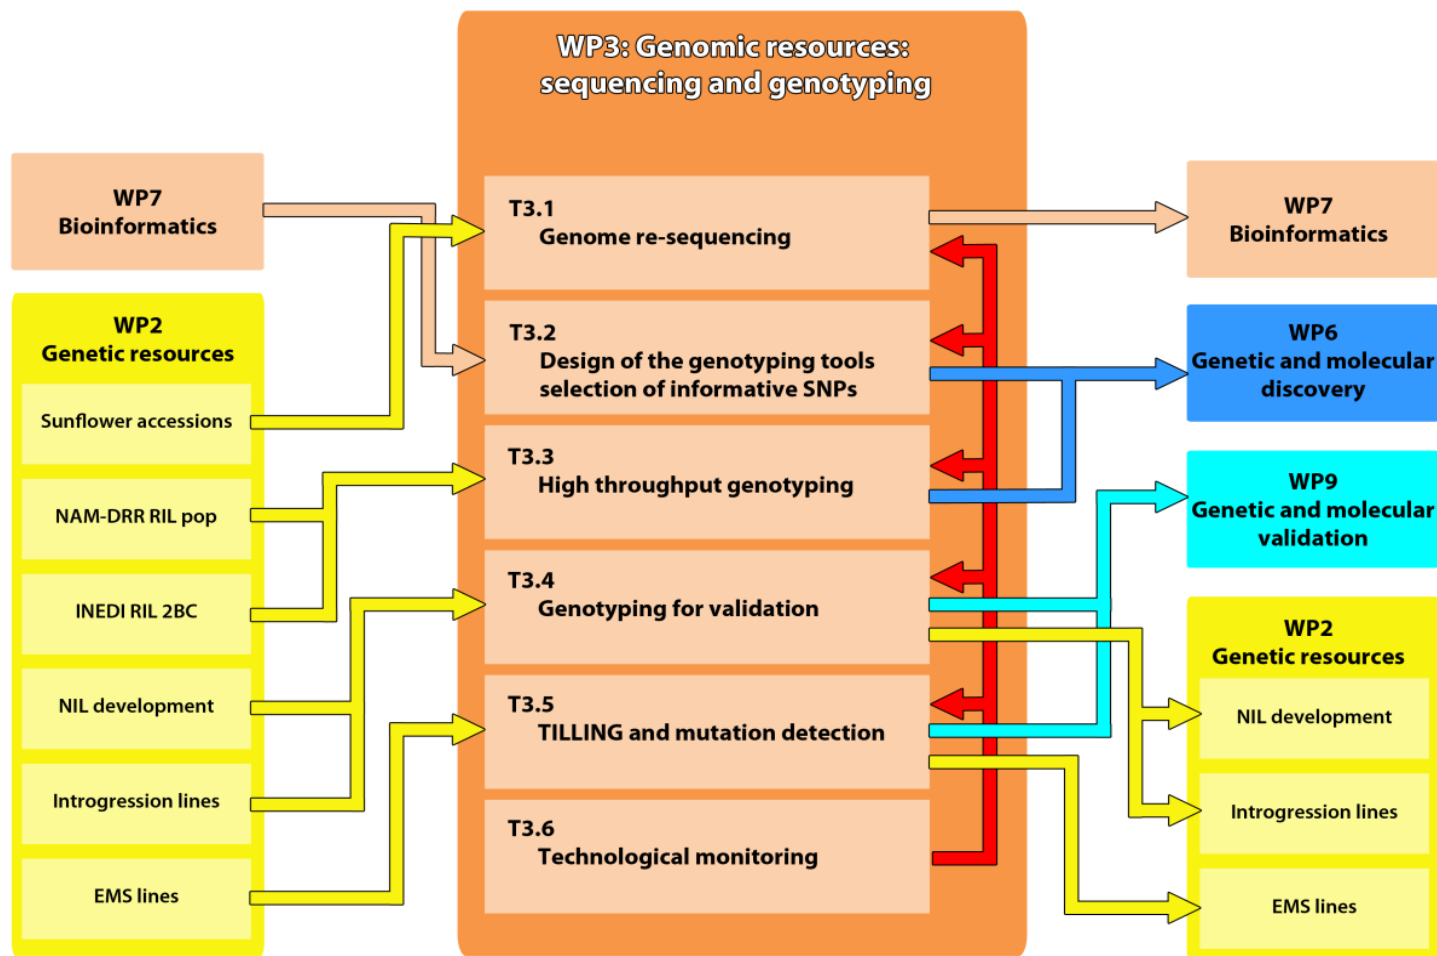 WP3: Genomic resources:
sequencing and genotyping
WP7
Bioinformatics
WP2
Genetic resources
Sunflower accessions
NAM-DRR RIL pop
INEDI RIL 2BC
NIL development
Introgression lines
EMS lines
T3.1
Genome re-sequencing
T3.2
Design of the genotyping tools
selection of informative SNPs
T3.3
High throughput genotyping
T3.4
Genotyping for validation
T3.5
TILLING and mutation detection
T3.6
Technological monitoring
WP7
Bioinformatics
WP6
Genetic and molecular
discovery
WP9
Genetic and molecular
validation
WP2
Genetic resources
NIL development
Introgression lines
EMS lines